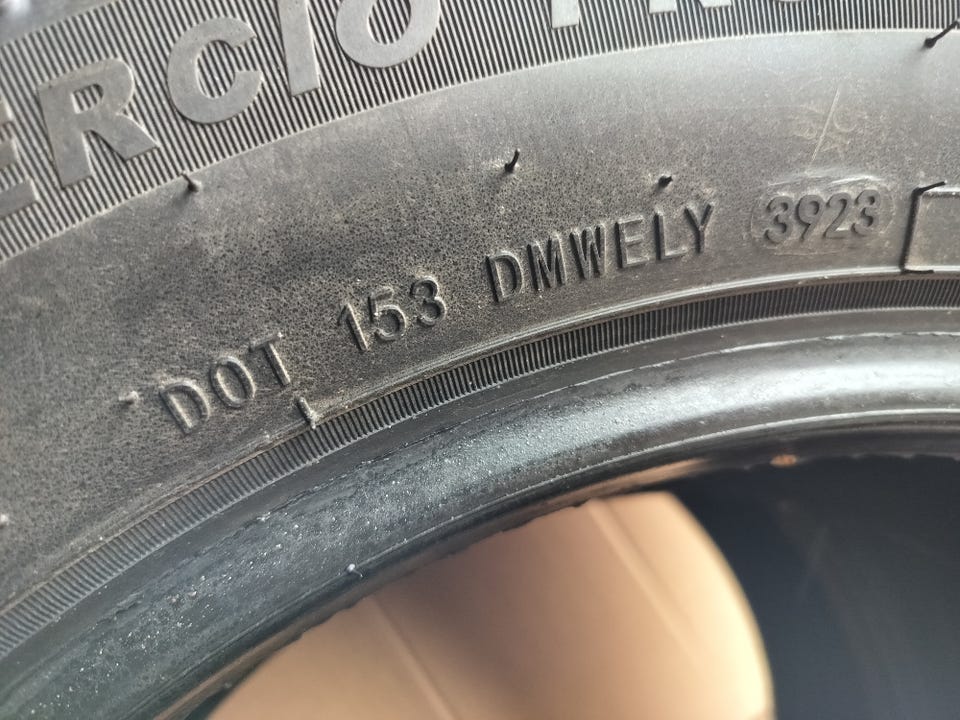 ERCIO
DOT 153 DMWELY 3923